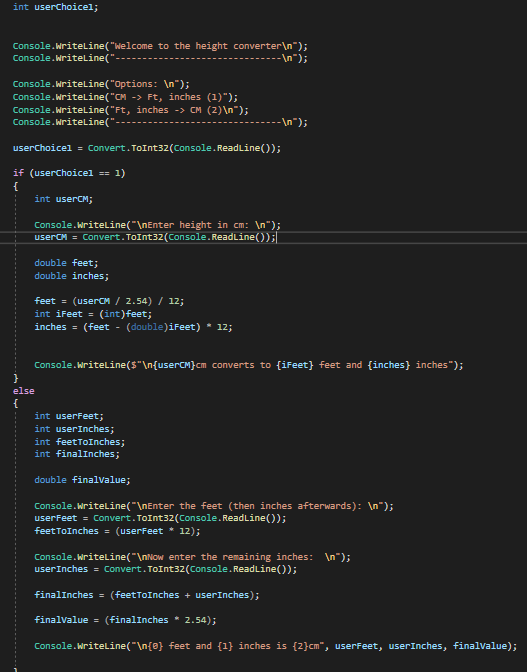 int userChoice1;
Console.WriteLine("Welcome to the height converter\n");
Console.WriteLine("-------------------------------\n");
Console.WriteLine("Options: \n");
Console.WriteLine("CM -> Ft, inches (1)");
Console.WriteLine("Ft, inches -> CM (2)\n");
Console.WriteLine("-------------------------------\n");
userChoice1 = Convert.ToInt32(Console.ReadLine());
if (userChoice1 == 1)
{
int userCM;
Console.WriteLine("\nEnter height in cm: \n");
userCM = Convert.ToInt32(Console.ReadLine());
double feet;
double inches;
feet = (userCM / 2.54) / 12;
int iFeet = (int)feet;
inches = (feet - (double)iFeet) * 12;
Console.WriteLine($"\n{userCM}cm converts to {iFeet} feet and {inches} inches");
}
else
{
int userFeet;
int userInches;
int feetToInches;
int finalInches;
double finalValue;
Console.WriteLine("\nEnter the feet (then inches afterwards): \n");
userFeet = Convert.ToInt32(Console.ReadLine());
feetToInches = (userFeet * 12);
Console.WriteLine("\nNow enter the remaining inches:  \n");
userInches = Convert.ToInt32(Console.ReadLine());
finalInches = (feetToInches + userInches);
finalValue = (finalInches * 2.54);
Console.WriteLine("\n{0} feet and {1} inches is {2}cm", userFeet, userInches, finalValue);
}